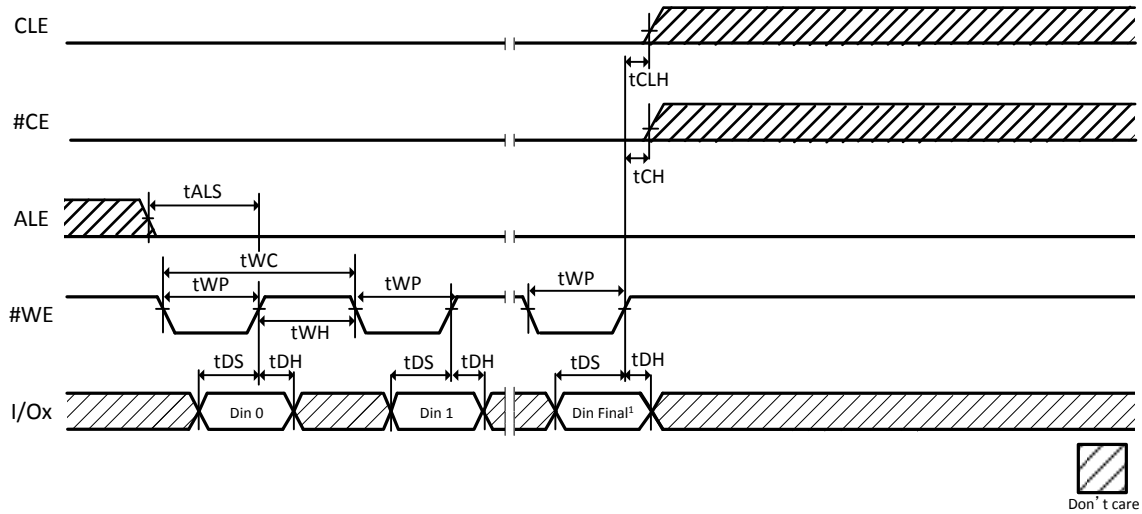 CLE
tCLH
#CE
tCH
tALS
ALE
tWC
tWP
tWP
tWP
#WE
tWH
tDS
tDH
tDS
tDH
tDS
tDH
I/Ox
Din 0
Din 1
Din Final¹
Don't care